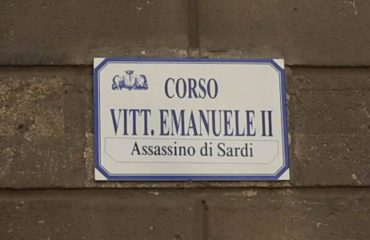 CORSO
VITT. EMANUELE II
Assassino di Sardi